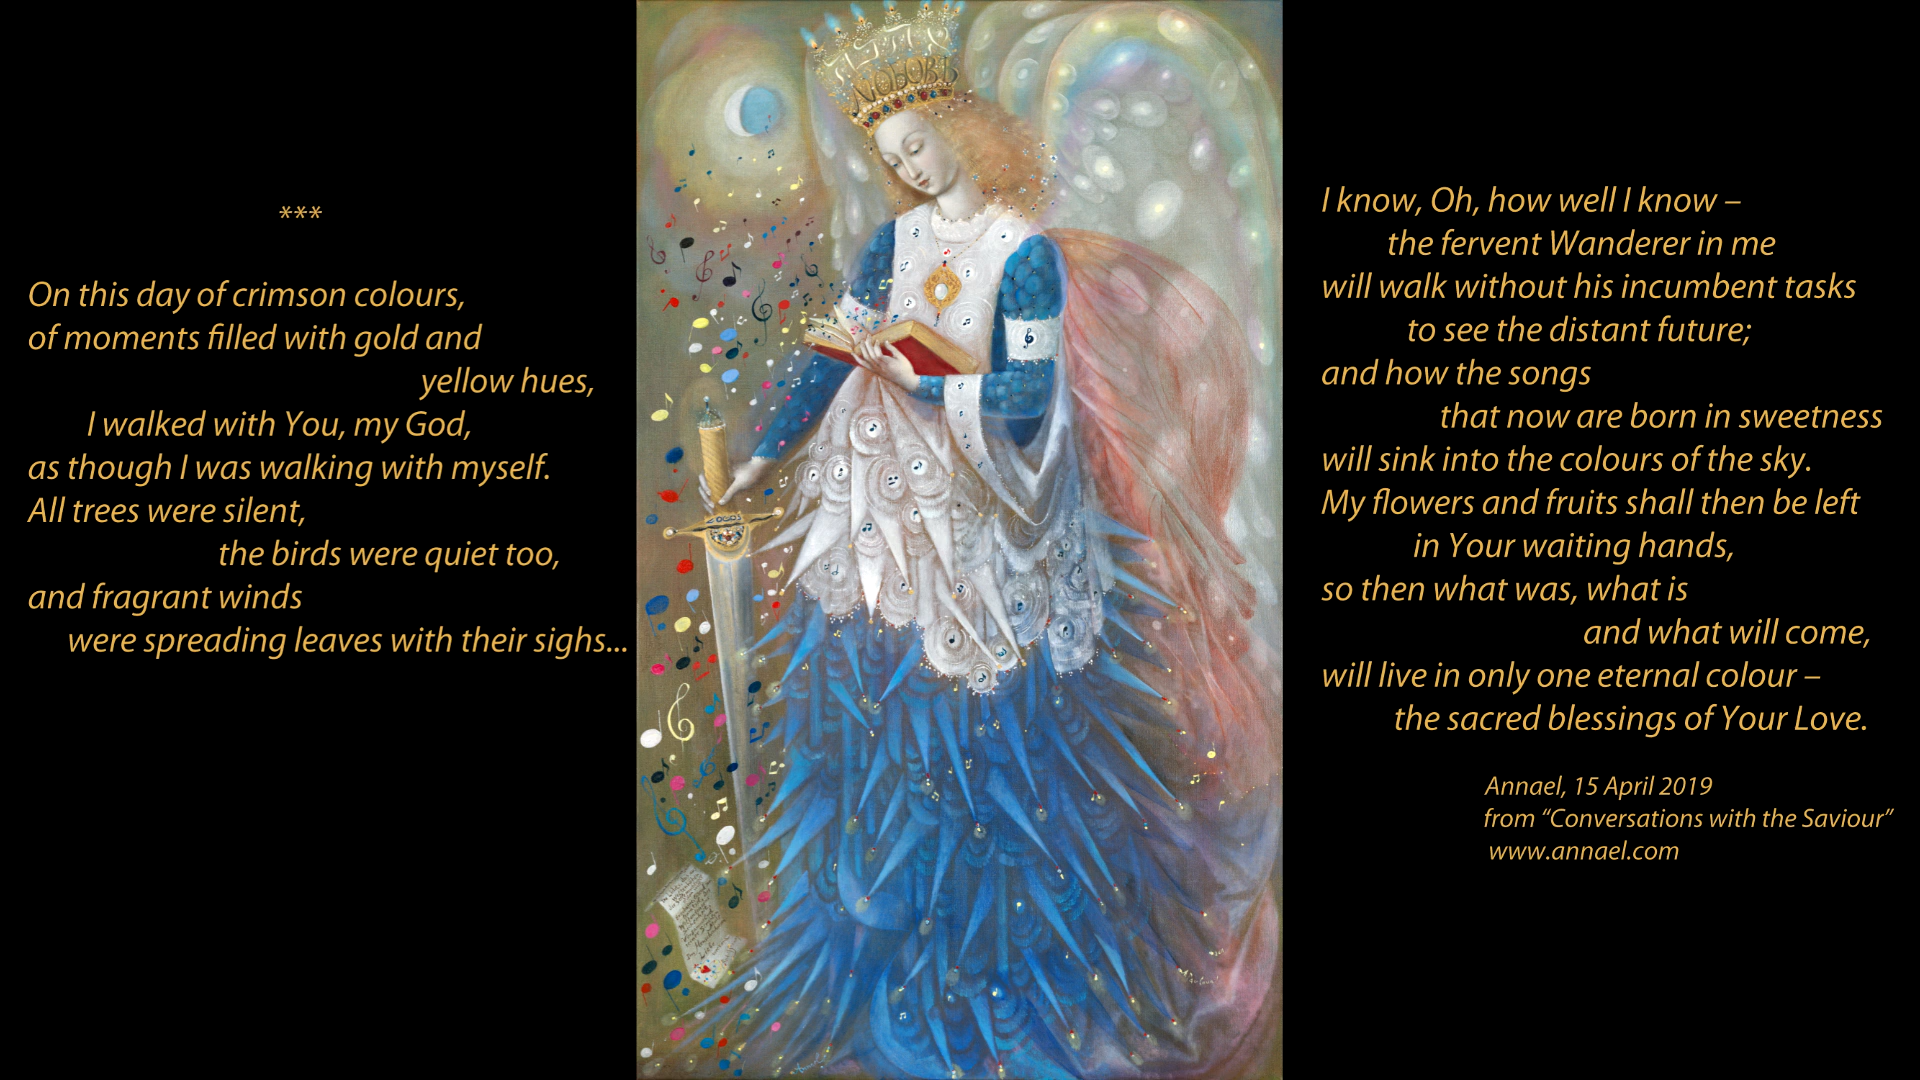 ***
On this day of crimson colours,
of moments filled with gold and
yellow hues,
I walked with You, my God,
as though I was walking with myself.
All trees were silent,
the birds were quiet too,
and fragrant winds
were spreading leaves with their sighs...
I know, Oh, how well I know –
the fervent Wanderer in me
will walk without his incumbent tasks
to see the distant future;
and how the songs
that now are born in sweetness
will sink into the colours of the sky.
My flowers and fruits shall then be left
in Your waiting hands,
so then what was, what is
and what will come,
will live in only one eternal colour –
the sacred blessings of Your Love.
Annael, 15 April 2019
from “Conversations with the Saviour”
www.annael.com